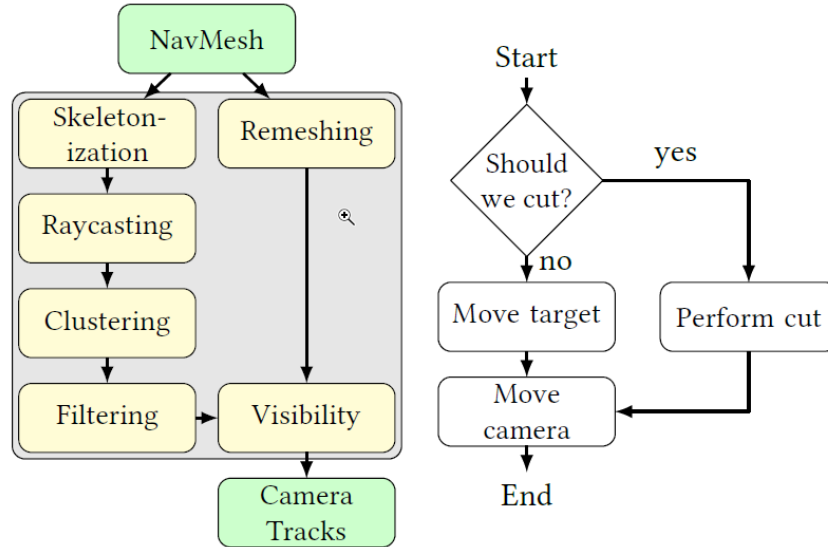 NavMesh
Skeleton-
ization
Remeshing
Raycasting
Clustering
Filtering
Visibility
Camera
Tracks
Start
Should
we cut?
yes
no
Move target
Perform cut
Move
camera
End